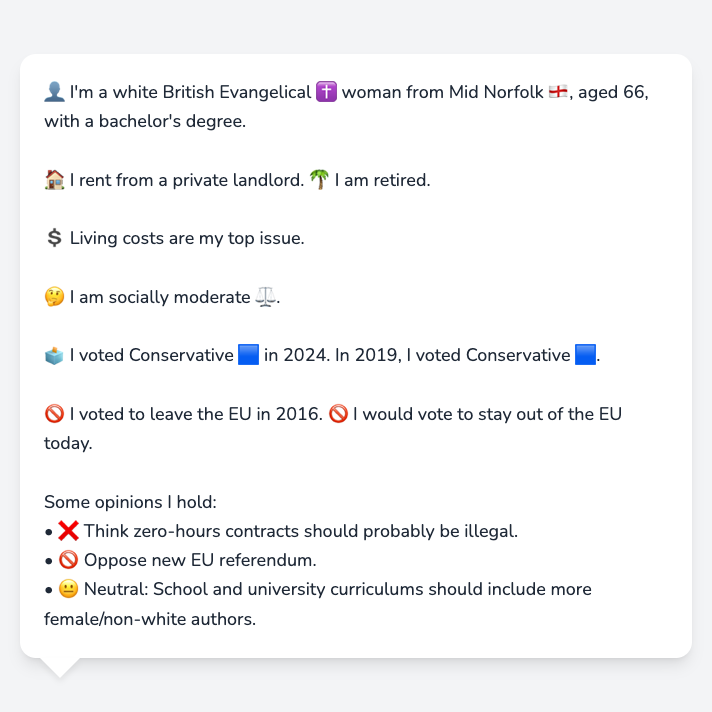 👤 I'm a white British Evangelical ✝️ woman from Mid Norfolk 🏴󠁧󠁢󠁥󠁮󠁧󠁿, aged 66,
with a bachelor's degree.
🏠 I rent from a private landlord. 🌴 I am retired.
💲 Living costs are my top issue.
🤔 I am socially moderate ⚖️.
🗳️ I voted Conservative 🟦 in 2024. In 2019, I voted Conservative 🟦.
🚫 I voted to leave the EU in 2016. 🚫 I would vote to stay out of the EU
today.
Some opinions I hold:
• ❌ Think zero-hours contracts should probably be illegal.
• 🚫 Oppose new EU referendum.
• 😐 Neutral: School and university curriculums should include more
female/non-white authors.